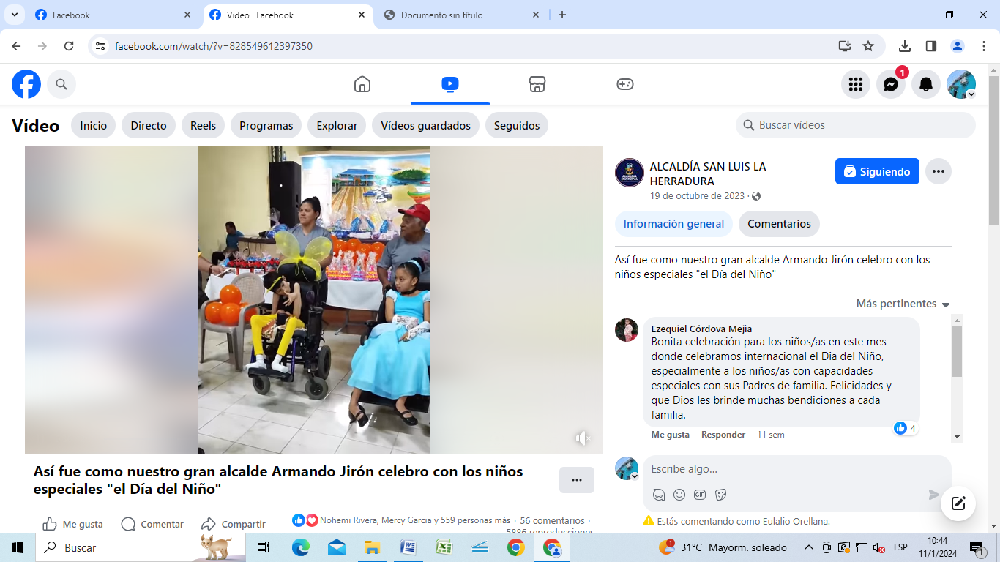 Facebook
Vídeo | Facebook
Documento sin título
facebook.com/watch/?v=828549612397350
1
Vídeo
Inicio
Directo
Reels
Programas
Explorar
Vídeos guardados
Seguidos
Buscar vídeos
ALCALDÍA SAN LUIS LA
HERRADURA
19 de octubre de 2023 ·
Siguiendo
Información general
Comentarios
Así fue como nuestro gran alcalde Armando Jirón celebro con los
niños especiales "el Día del Niño"
Más pertinentes
Ezequiel Córdova Mejia
Bonita celebración para los niños/as en este mes
donde celebramos internacional el Dia del Niño,
especialmente a los niños/as con capacidades
especiales con sus Padres de familia. Felicidades y
que Dios les brinde muchas bendiciones a cada
familia.
4
Me gusta Responder 11 sem
Escribe algo...
GIF
Estás comentando como Eulalio Orellana.
Así fue como nuestro gran alcalde Armando Jirón celebro con los niños
especiales "el Día del Niño"
Me gusta
Comentar
Compartir
Nohemi Rivera, Mercy Garcia y 559 personas más · 56 comentarios ·
5886 reproducciones
Buscar
31°C Mayorm. soleado
ESP
10:44
11/1/2024
1